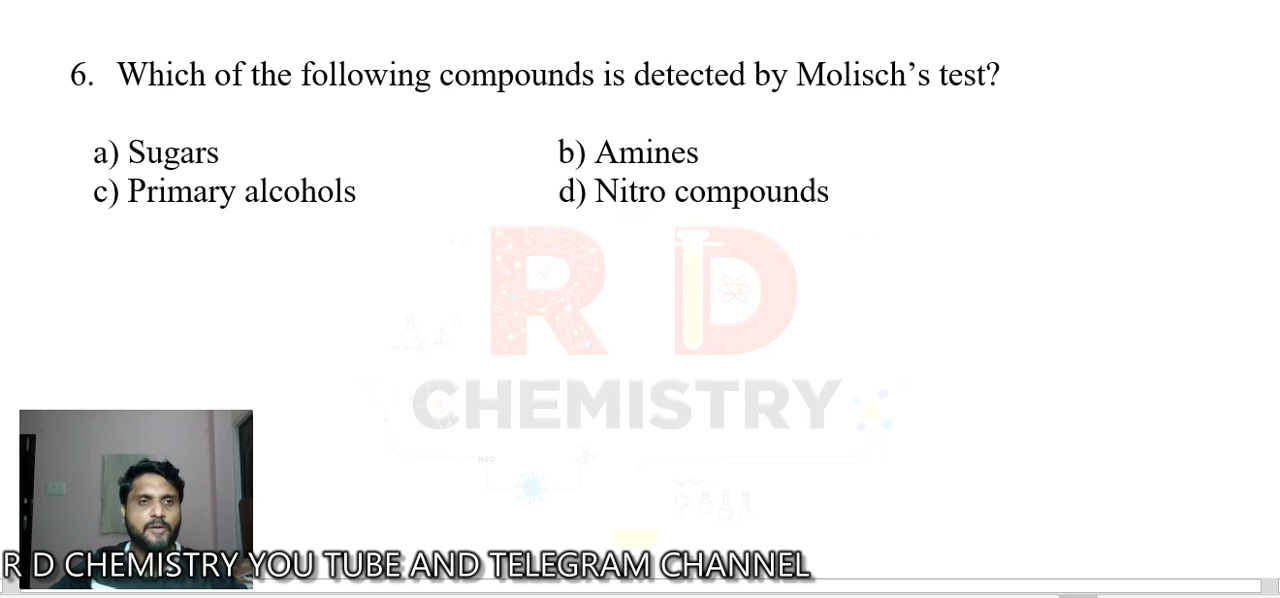 6. Which of the following compounds is detected by Molisch’s test?
a) Sugars b) Amines
c) Primary alcohols d) Nitro compounds
R D
CHEMISTRY
H2O
R D CHEMISTRY YOU TUBE AND TELEGRAM CHANNEL